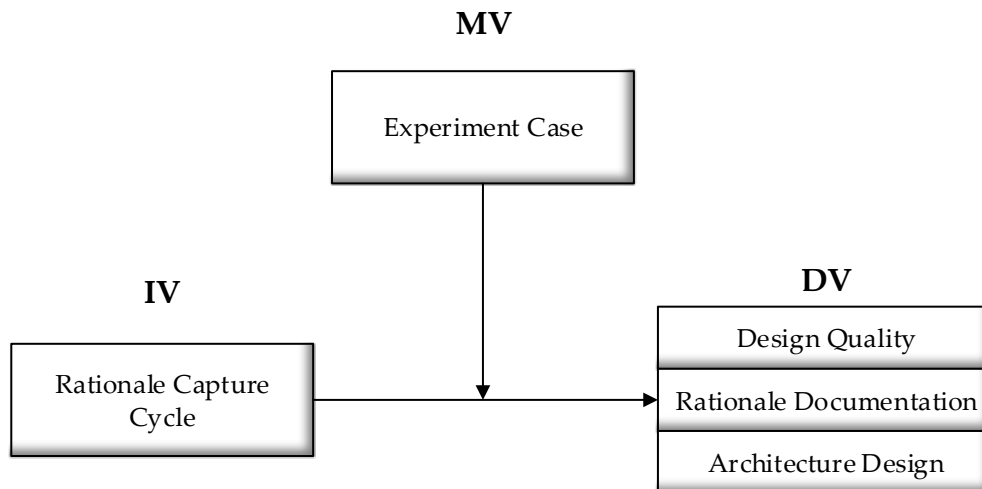 MV
Experiment Case
IV
Rationale Capture
Cycle
DV
Design Quality
Rationale Documentation
Architecture Design